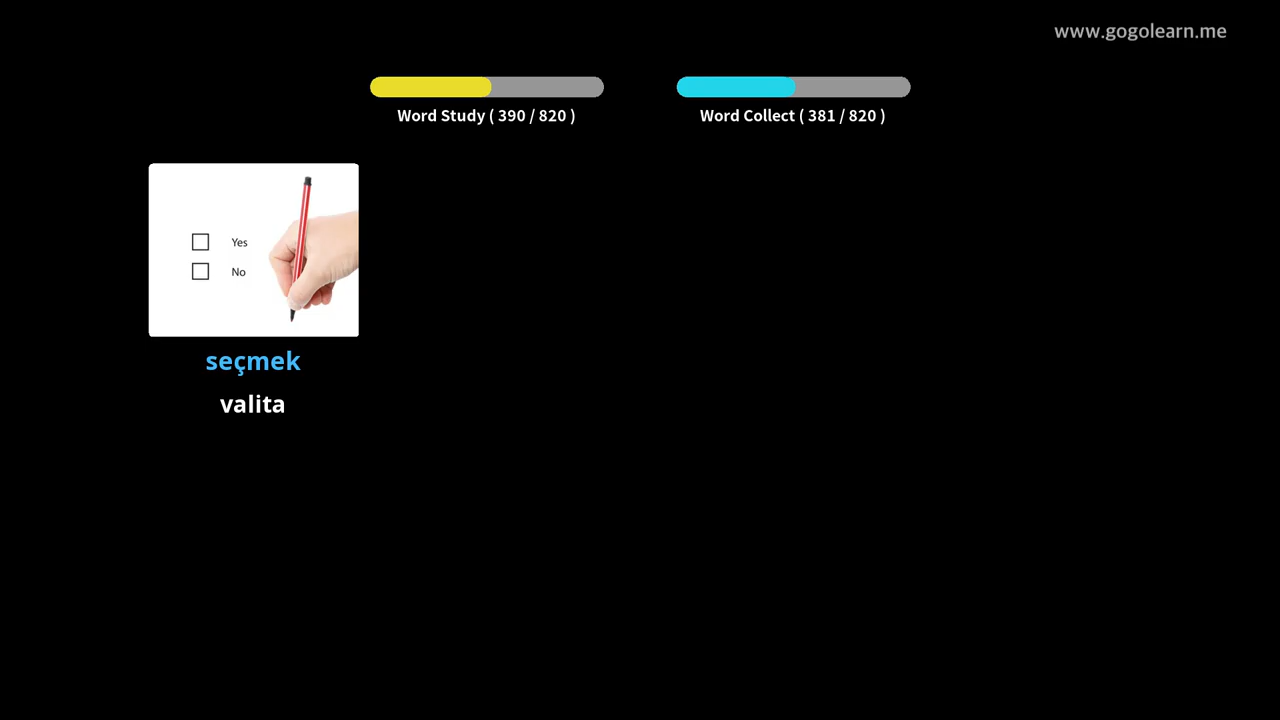 www.gogolearn.me
Word Study ( 390 / 820 )
Word Collect ( 381 / 820 )
Yes
No
seçmek
valita